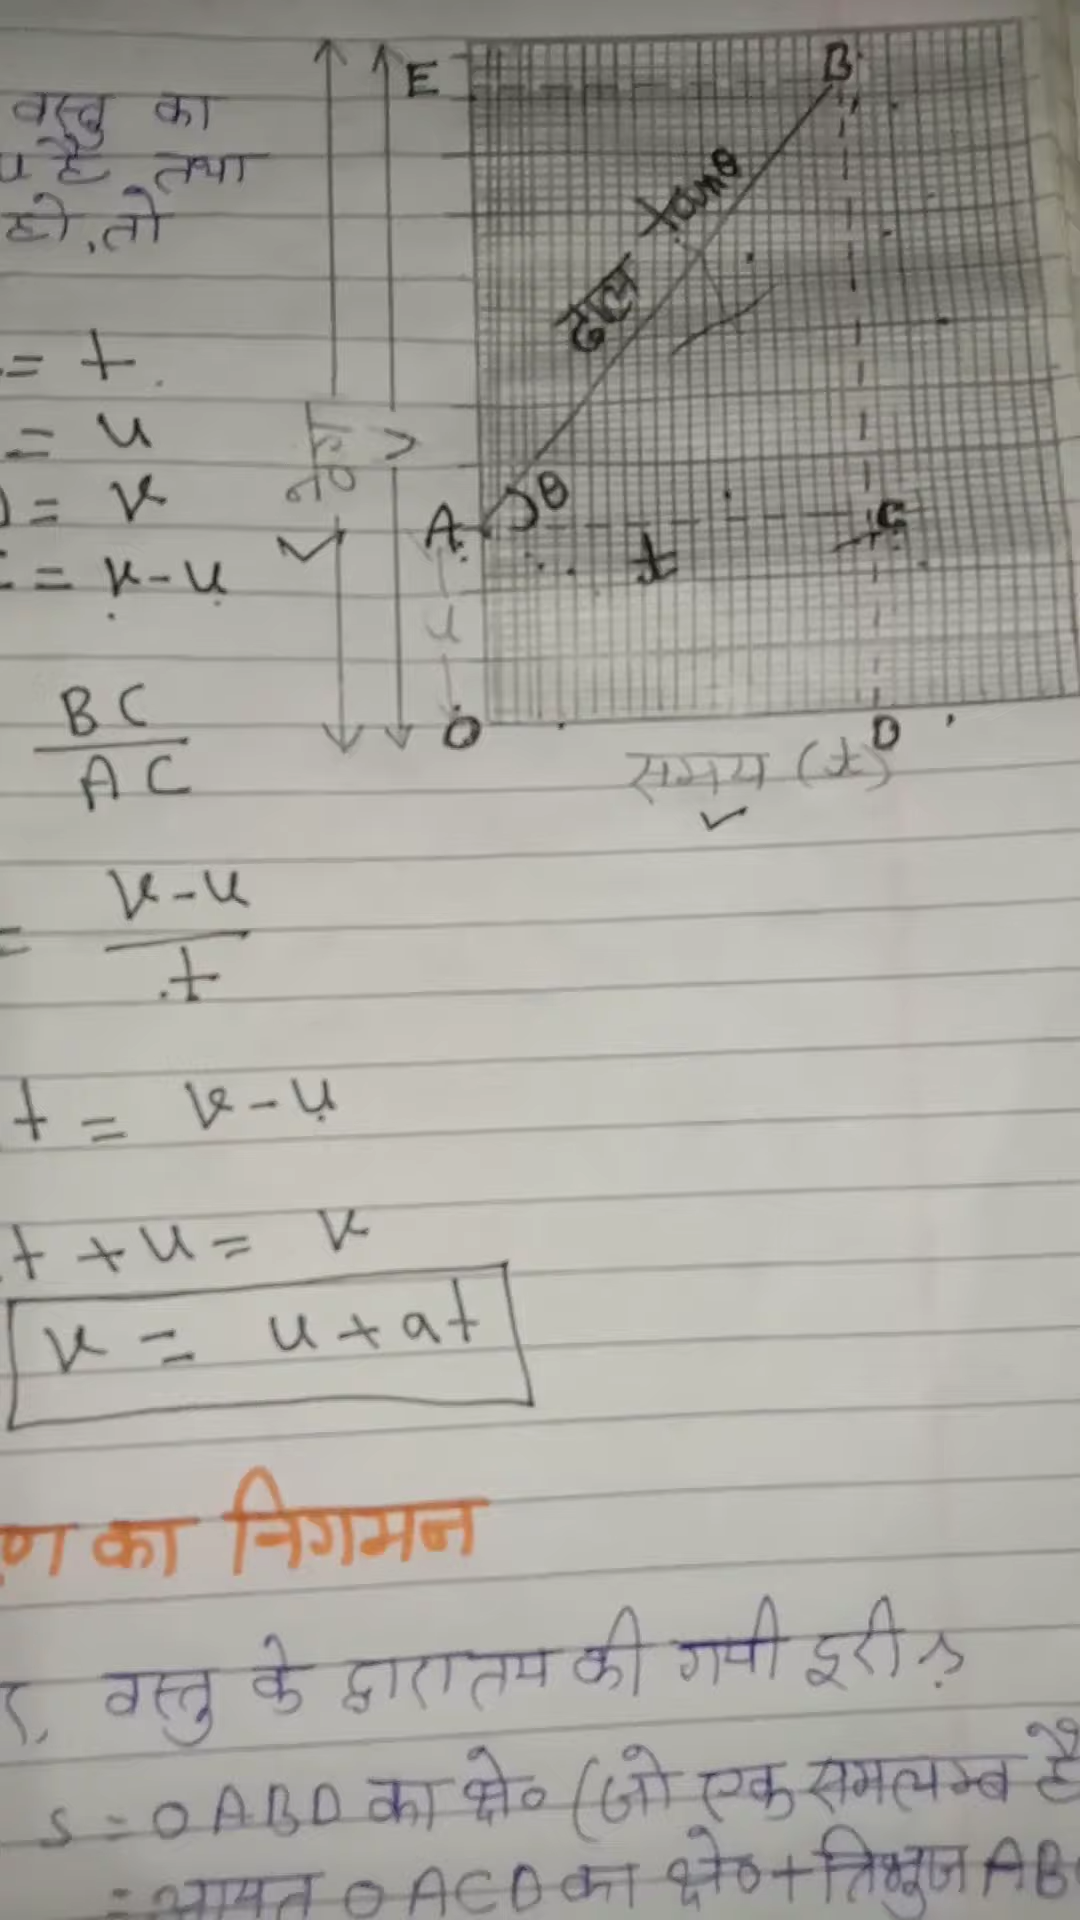 E B
वस्तु का
है तथा
हो, तो
ढाल tanθ
= t
= u
वेग v
= v
A θ C
t
= v-u
u
BC
AC
O D
समय (t)
= v-u
t
t = v-u
t + u = v
v = u+at
का निगमन
वस्तु के द्वारा तय की गयी दूरी s
s = OABD का क्षे० (जो एक समलम्ब है
= आयत OACD का क्षे० + त्रिभुज AB